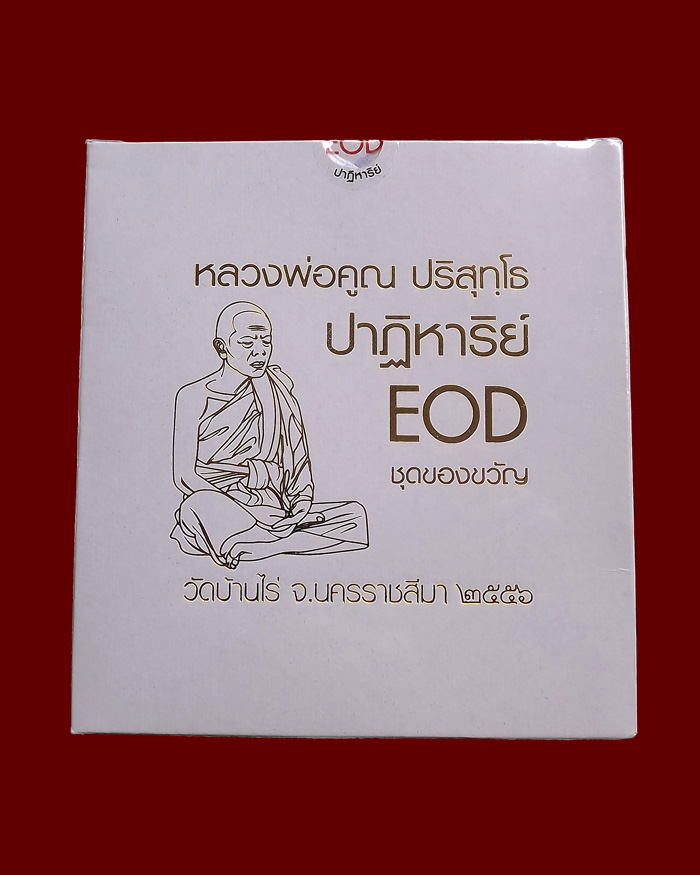 EOD
ปาฏิหาริย์
หลวงพ่อคูณ ปริสุทฺโธ
ปาฏิหาริย์
EOD
ชุดของขวัญ
วัดบ้านไร่ จ.นครราชสีมา ๒๕๕๖